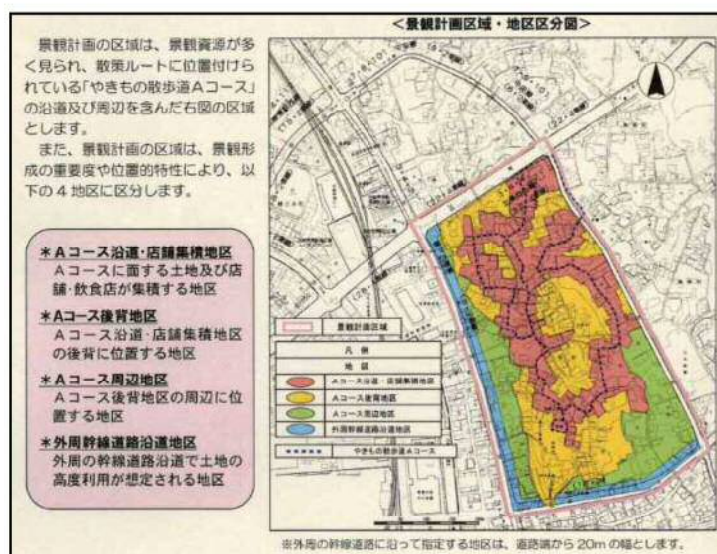 ＜景観計画区域・地区区分図＞
景観計画の区域は、景観資源が多
く見られ、散策ルートに位置付けら
れている「やきもの散歩道Aコース」
の沿道及び周辺を含んだ右図の区域
とします。
また、景観計画の区域は、景観形
成の重要度や位置的特性により、以
下の4地区に区分します。
＊Aコース沿道・店舗集積地区
Aコースに面する土地及び店
舗・飲食店が集積する地区
＊Aコース後背地区
Aコース沿道・店舗集積地区
の後背に位置する地区
＊Aコース周辺地区
Aコース後背地区の周辺に位
置する地区
＊外周幹線道路沿道地区
外周の幹線道路沿道で土地の
高度利用が想定される地区
景観計画区域
凡例
地図
Aコース沿道・店舗集積地区
Aコース後背地区
Aコース周辺地区
外周幹線道路沿道地区
やきもの散歩道Aコース
※外周の幹線道路に沿って指定する地区は、道路端から20mの幅とします。